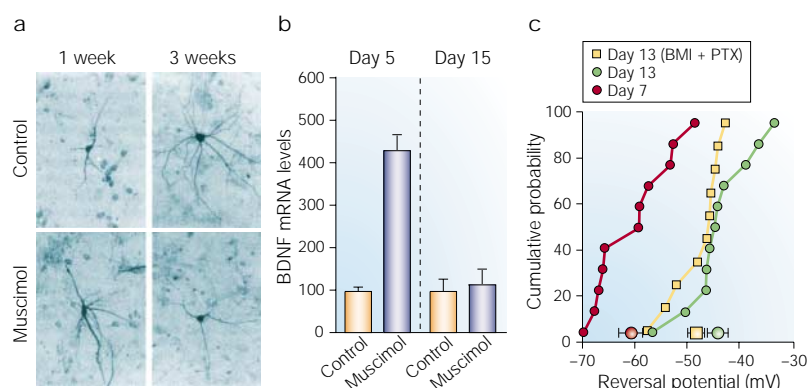 a
1 week
3 weeks
Control
Muscimol
b
Day 5
Day 15
BDNF mRNA levels
600
500
400
300
200
100
0
Control
Muscimol
Control
Muscimol
c
Day 13 (BMI + PTX)
Day 13
Day 7
Cumulative probability
100
80
60
40
20
0
–70
–60
–50
–40
–30
Reversal potential (mV)